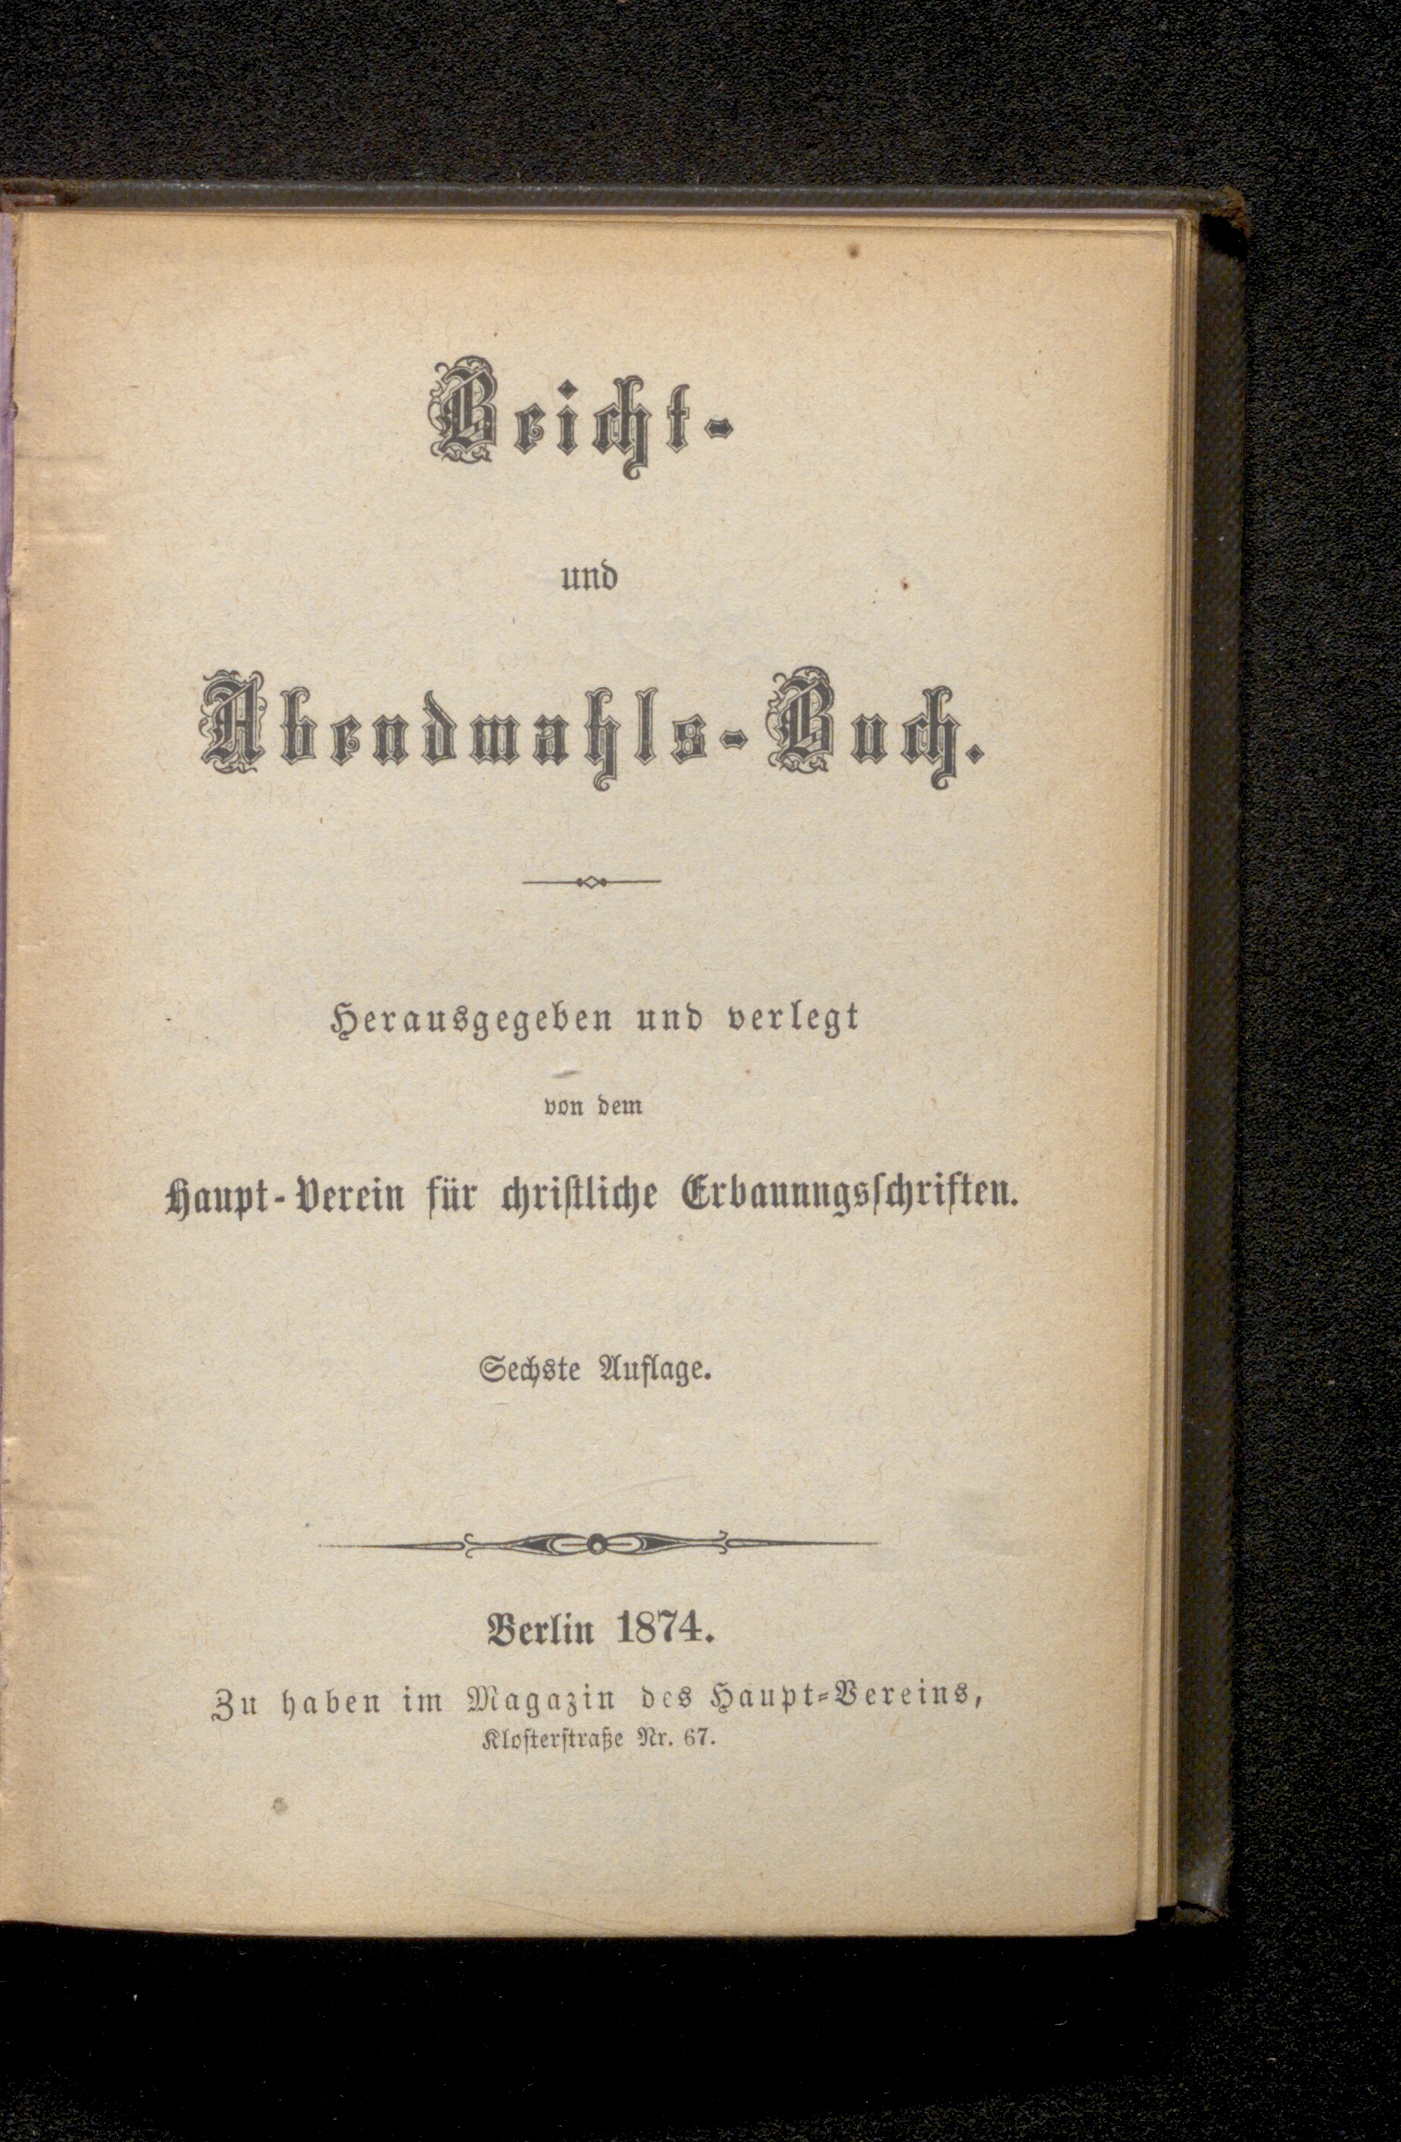 Beicht-
und
Abendmahls-Buch.
Herausgegeben und verlegt
von dem
Haupt-Verein für chriſtliche Erbauungsſchriften.
Sechste Auflage.
Berlin 1874.
Zu haben im Magazin des Haupt-Vereins,
Kloſterſtraße Nr. 67.